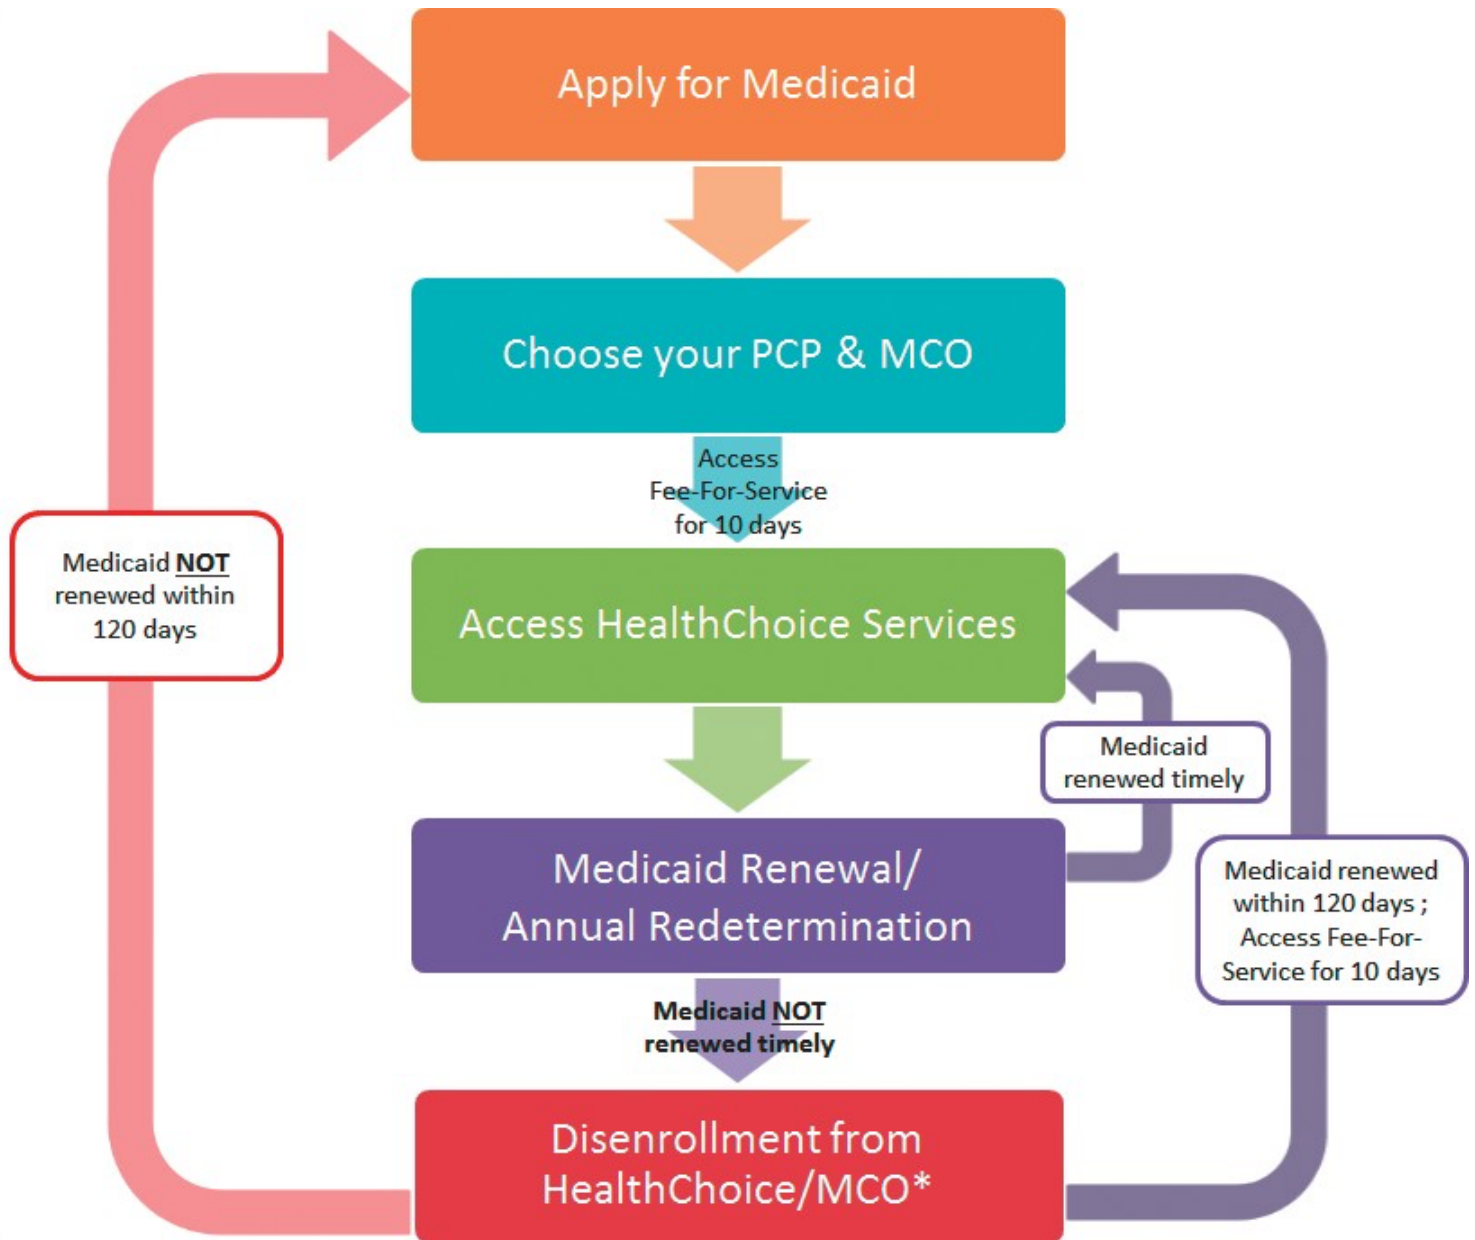 Apply for Medicaid
Choose your PCP & MCO
Access
Fee-For-Service
for 10 days
Medicaid NOT
renewed within
120 days
Access HealthChoice Services
Medicaid
renewed timely
Medicaid Renewal/
Annual Redetermination
Medicaid renewed
within 120 days ;
Access Fee-For-
Service for 10 days
Medicaid NOT
renewed timely
Disenrollment from
HealthChoice/MCO*